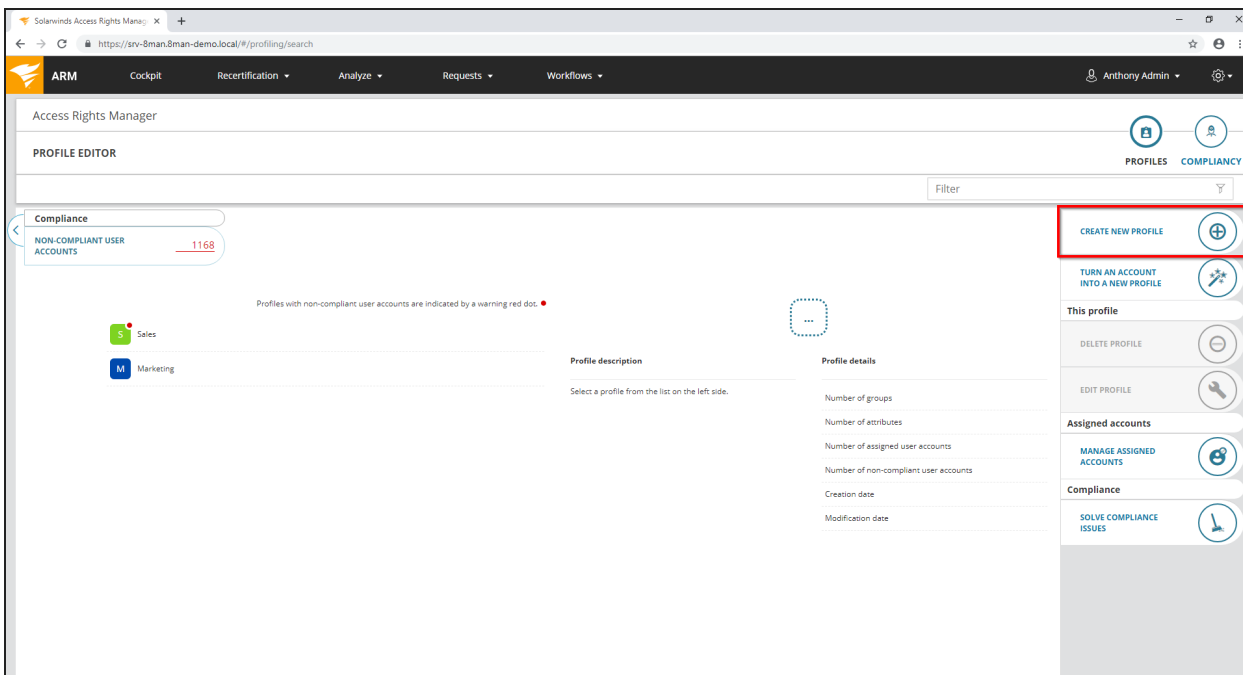 Solarwinds Access Rights Manag
https://srv-8man.8man-demo.local/#/profiling/search
ARM Cockpit Recertification Analyze Requests Workflows Anthony Admin
Access Rights Manager
PROFILE EDITOR
PROFILES COMPLIANCY
Filter
Compliance
NON-COMPLIANT USER
ACCOUNTS
1168
Profiles with non-compliant user accounts are indicated by a warning red dot.
S Sales
M Marketing
...
Profile description
Select a profile from the list on the left side.
Profile details
Number of groups
Number of attributes
Number of assigned user accounts
Number of non-compliant user accounts
Creation date
Modification date
CREATE NEW PROFILE
TURN AN ACCOUNT
INTO A NEW PROFILE
This profile
DELETE PROFILE
EDIT PROFILE
Assigned accounts
MANAGE ASSIGNED
ACCOUNTS
Compliance
SOLVE COMPLIANCE
ISSUES